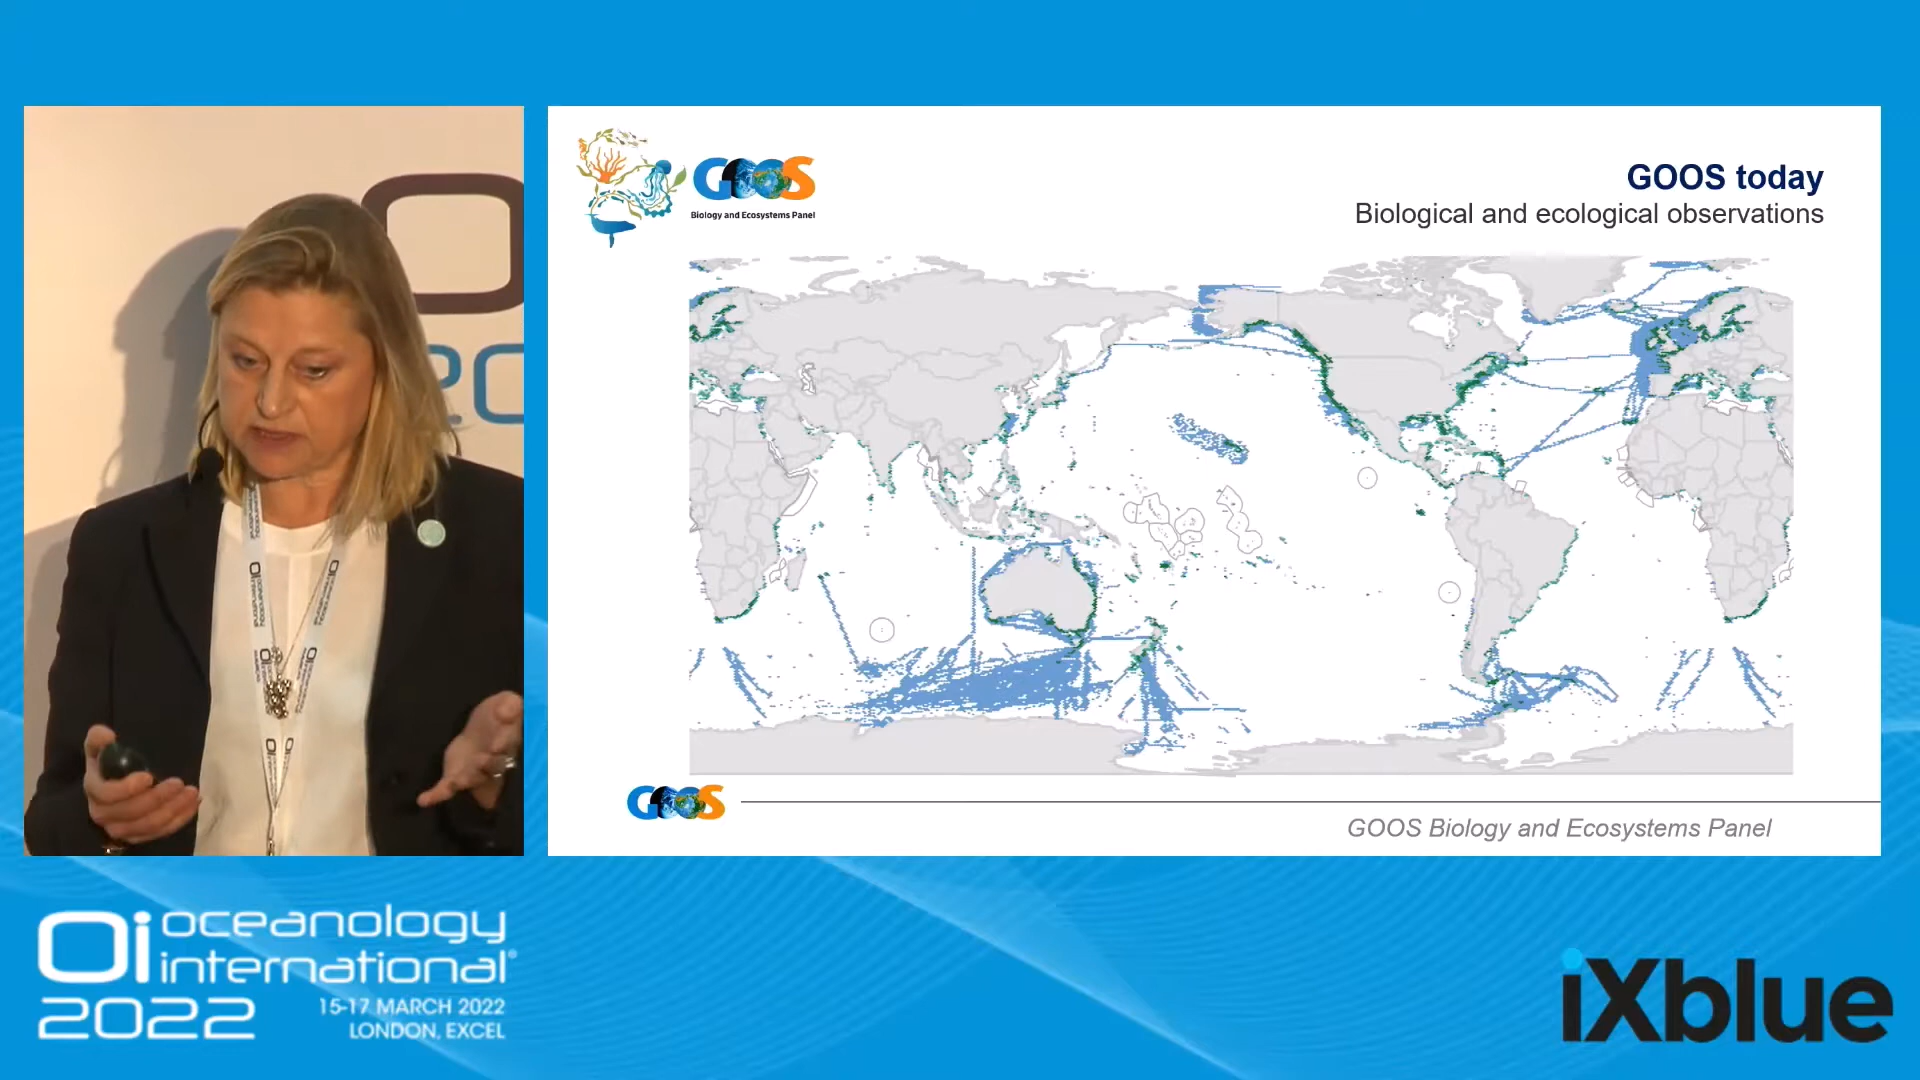 GOOS
Biology and Ecosystems Panel
GOOS today
Biological and ecological observations
GOOS
GOOS Biology and Ecosystems Panel
Oi oceanology
international®
2022
15-17 MARCH 2022
LONDON, EXCEL
iXblue